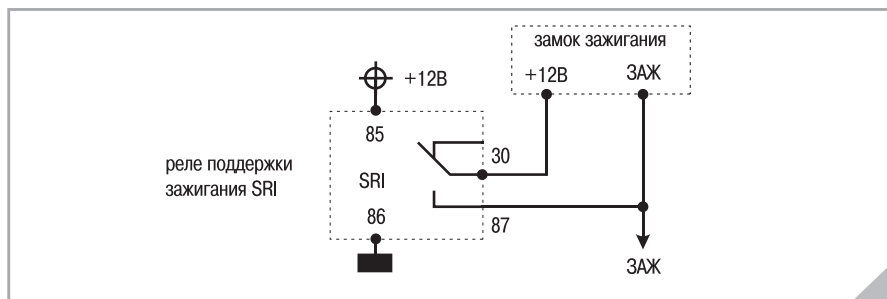 замок зажигания
+12В
+12В
ЗАЖ
85
30
реле поддержки
зажигания SRI
SRI
86
87
ЗАЖ